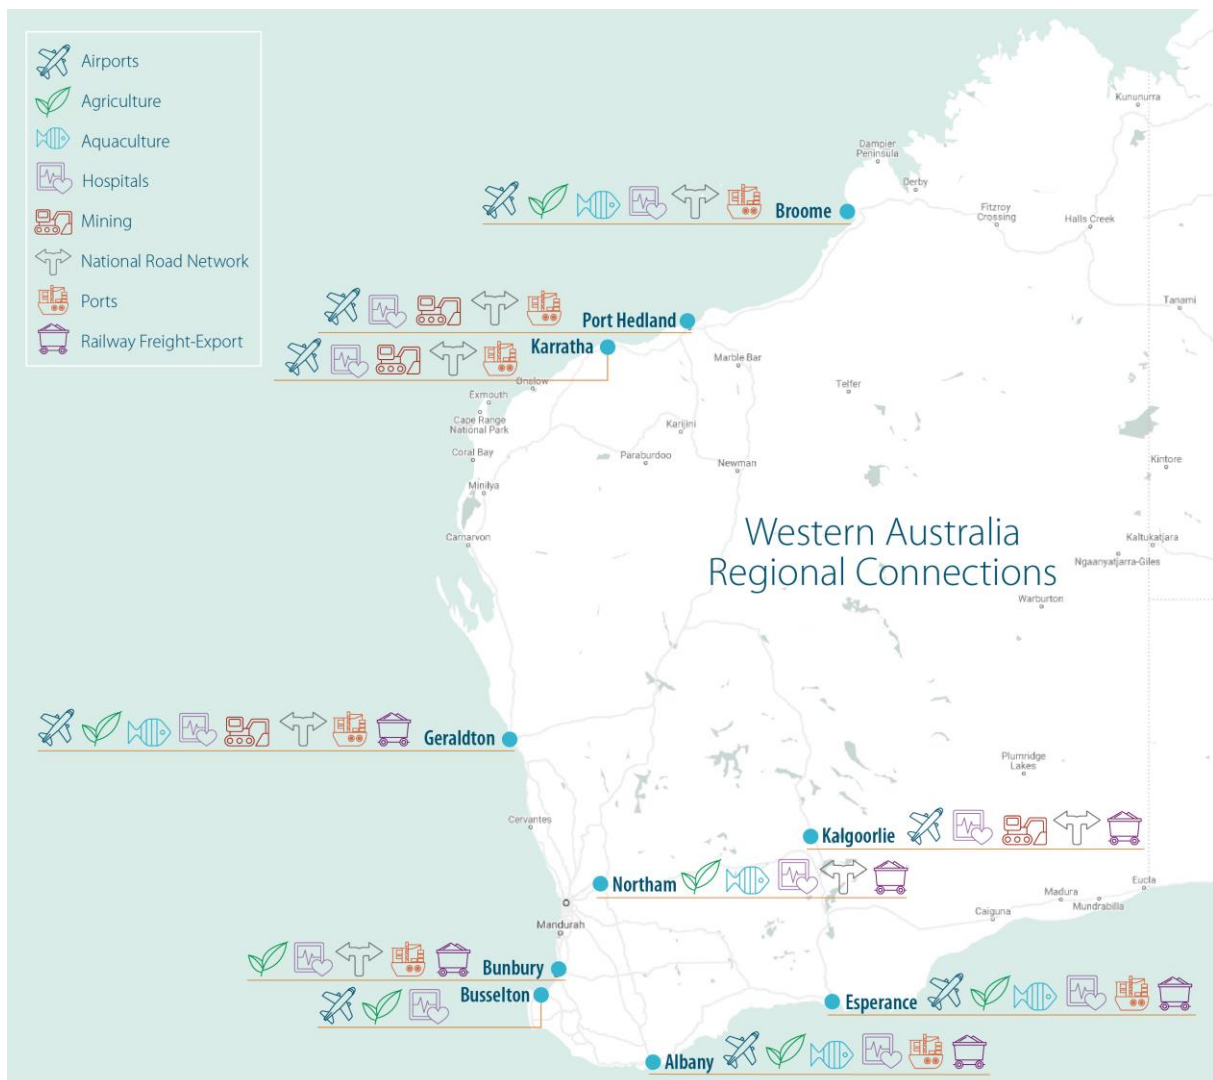 Airports
Agriculture
Aquaculture
Hospitals
Mining
National Road Network
Ports
Railway Freight-Export
Kununurra
Dampier
Peninsula
Derby
Broome
Fitzroy
Crossing
Halls Creek
Tanami
Port Hedland
Karratha
Marble Bar
Onslow
Telfer
Exmouth
Cape Range
National Park
Karijini
Coral Bay
Paraburdoo
Newman
Kintore
Minilya
Western Australia
Regional Connections
Carnarvon
Kaltukatjara
Ngaanyatjarra-Giles
Warburton
Geraldton
Plumridge
Lakes
Cervantes
Kalgoorlie
Northam
Eucla
Madura
Mundrabilla
Caiguna
Mandurah
Bunbury
Busselton
Esperance
Albany